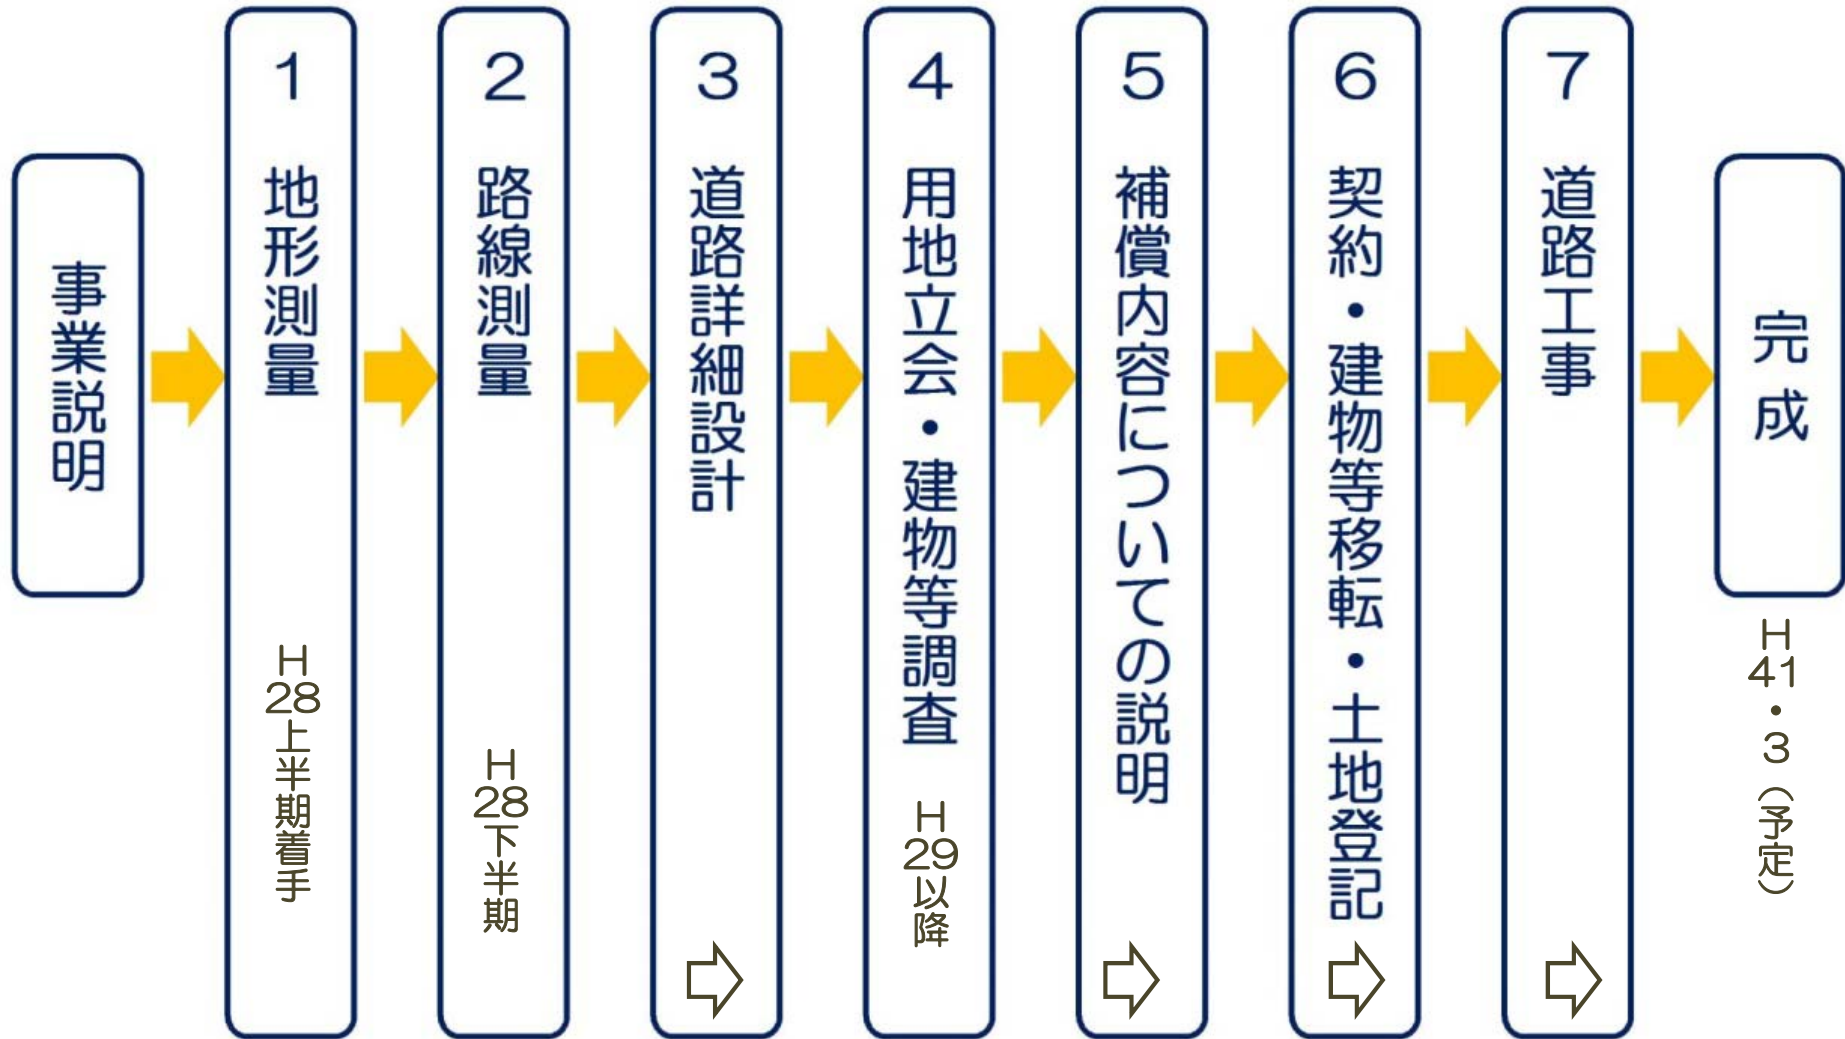 事業説明
1 地形測量
H28上半期着手
2 路線測量
H28下半期
3 道路詳細設計
4 用地立会・建物等調査
H29以降
5 補償内容についての説明
6 契約・建物等移転・土地登記
7 道路工事
完成
H41・3(予定)